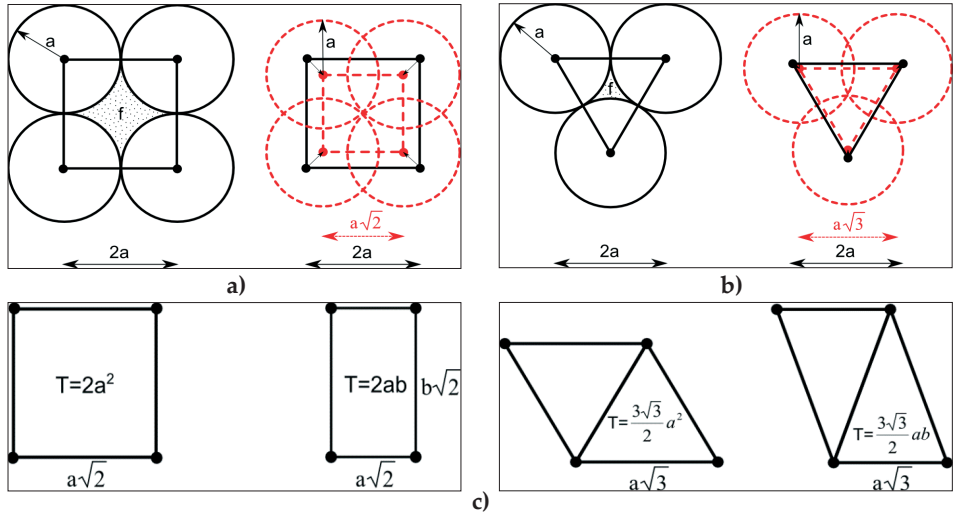 a
f
a
a√2
2a
2a
a)
a
f
a
a√3
2a
2a
b)
T=2a²
a√2
T=2ab
b√2
a√2
T=3√3/2 a²
a√3
T=3√3/2 ab
a√3
c)